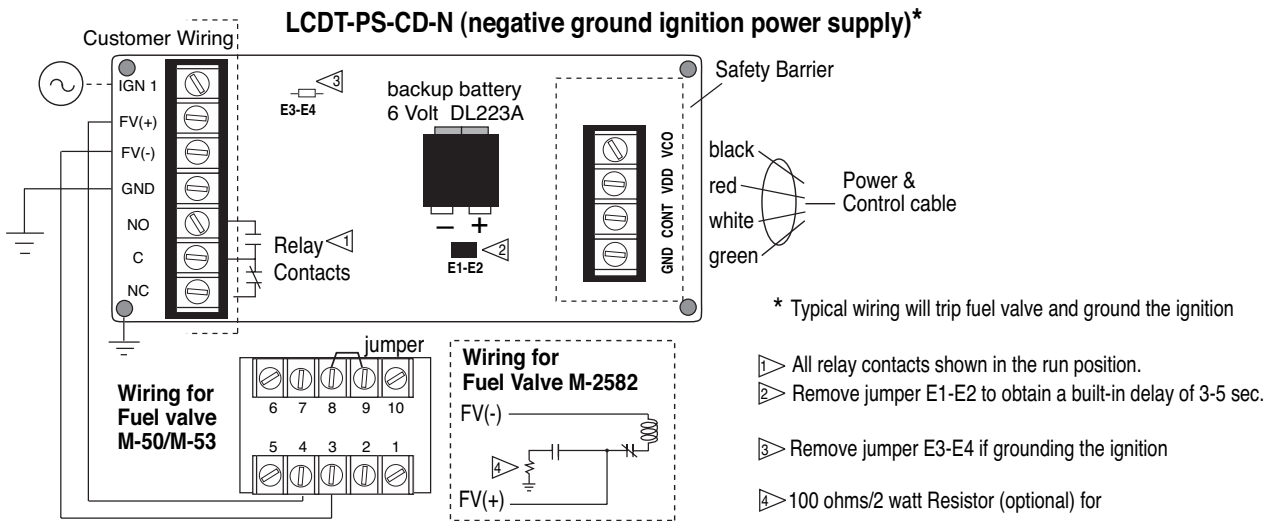 LCDT-PS-CD-N (negative ground ignition power supply)*
Customer Wiring
IGN 1
FV(+)
FV(-)
GND
NO
C
NC
3
E3-E4
backup battery
6 Volt DL223A
− +
2
E1-E2
Relay 1
Contacts
Safety Barrier
VCO
VDD
CONT
GND
black
red
white
green
Power &
Control cable
jumper
Wiring for
Fuel valve
M-50/M-53
6 7 8 9 10
5 4 3 2 1
Wiring for
Fuel Valve M-2582
FV(-)
4
FV(+)
* Typical wiring will trip fuel valve and ground the ignition
1 All relay contacts shown in the run position.
2 Remove jumper E1-E2 to obtain a built-in delay of 3-5 sec.
3 Remove jumper E3-E4 if grounding the ignition
4 100 ohms/2 watt Resistor (optional) for